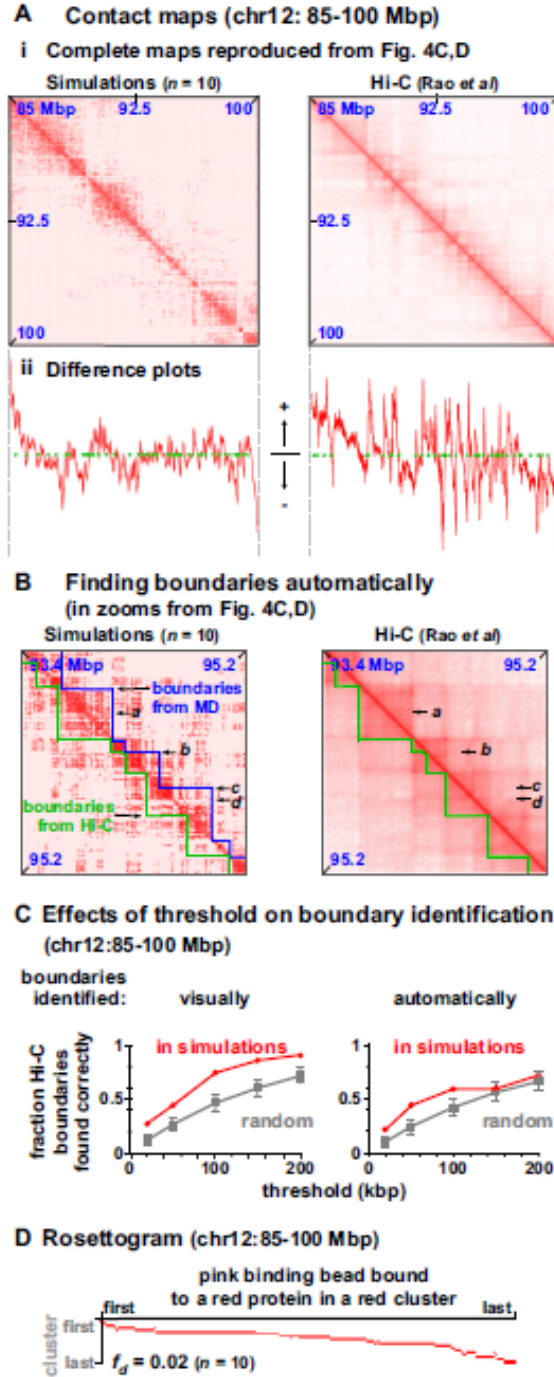 A Contact maps (chr12: 85-100 Mbp)
i Complete maps reproduced from Fig. 4C,D
Simulations (n = 10)
Hi-C (Rao et al)
85 Mbp 92.5 100
92.5
100
85 Mbp 92.5 100
92.5
100
ii Difference plots
+
-
B Finding boundaries automatically
(in zooms from Fig. 4C,D)
Simulations (n = 10)
Hi-C (Rao et al)
93.4 Mbp 95.2
boundaries
from MD
a
b
c
d
boundaries
from Hi-C
95.2
93.4 Mbp 95.2
a
b
c
d
95.2
C Effects of threshold on boundary identification
(chr12:85-100 Mbp)
boundaries
identified: visually automatically
fraction Hi-C
boundaries
found correctly
1
0.5
0
in simulations
random
0 100 200
1
0.5
0
in simulations
random
0 100 200
threshold (kbp)
D Rosettogram (chr12:85-100 Mbp)
pink binding bead bound
first to a red protein in a red cluster last
cluster
first
last
fd = 0.02 (n = 10)